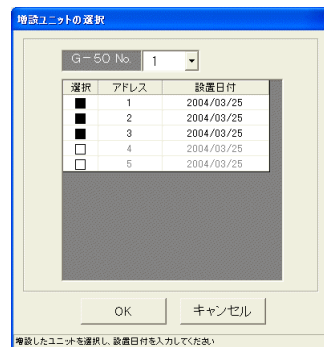 増設ユニットの選択
G-50 No. 1
選択 アドレス 設置日付
1 2004/03/25
2 2004/03/25
3 2004/03/25
4 2004/03/25
5 2004/03/25
OK キャンセル
増設したユニットを選択し、設置日付を入力してください